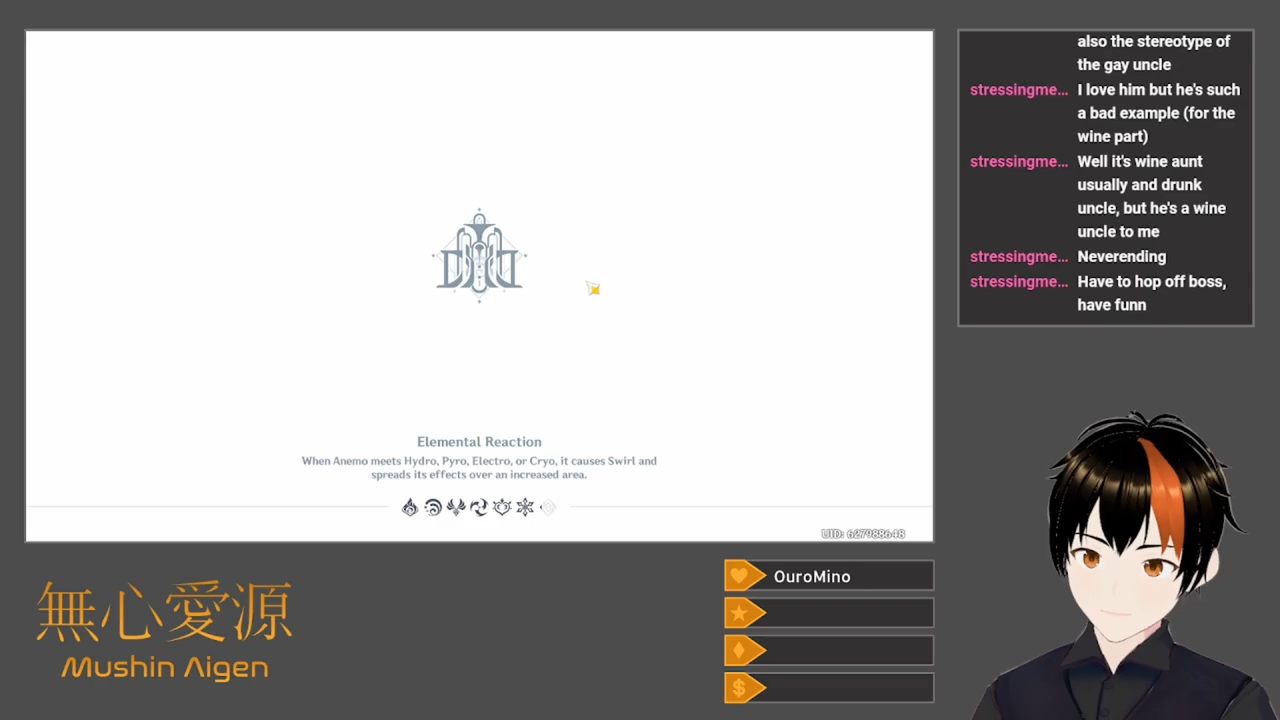 also the stereotype of
the gay uncle
stressingme... I love him but he's such
a bad example (for the
wine part)
stressingme... Well it's wine aunt
usually and drunk
uncle, but he's a wine
uncle to me
stressingme... Neverending
stressingme... Have to hop off boss,
have funn
Elemental Reaction
When Anemo meets Hydro, Pyro, Electro, or Cryo, it causes Swirl and
spreads its effects over an increased area.
UID: 627988648
OuroMino
無心愛源
Mushin Aigen